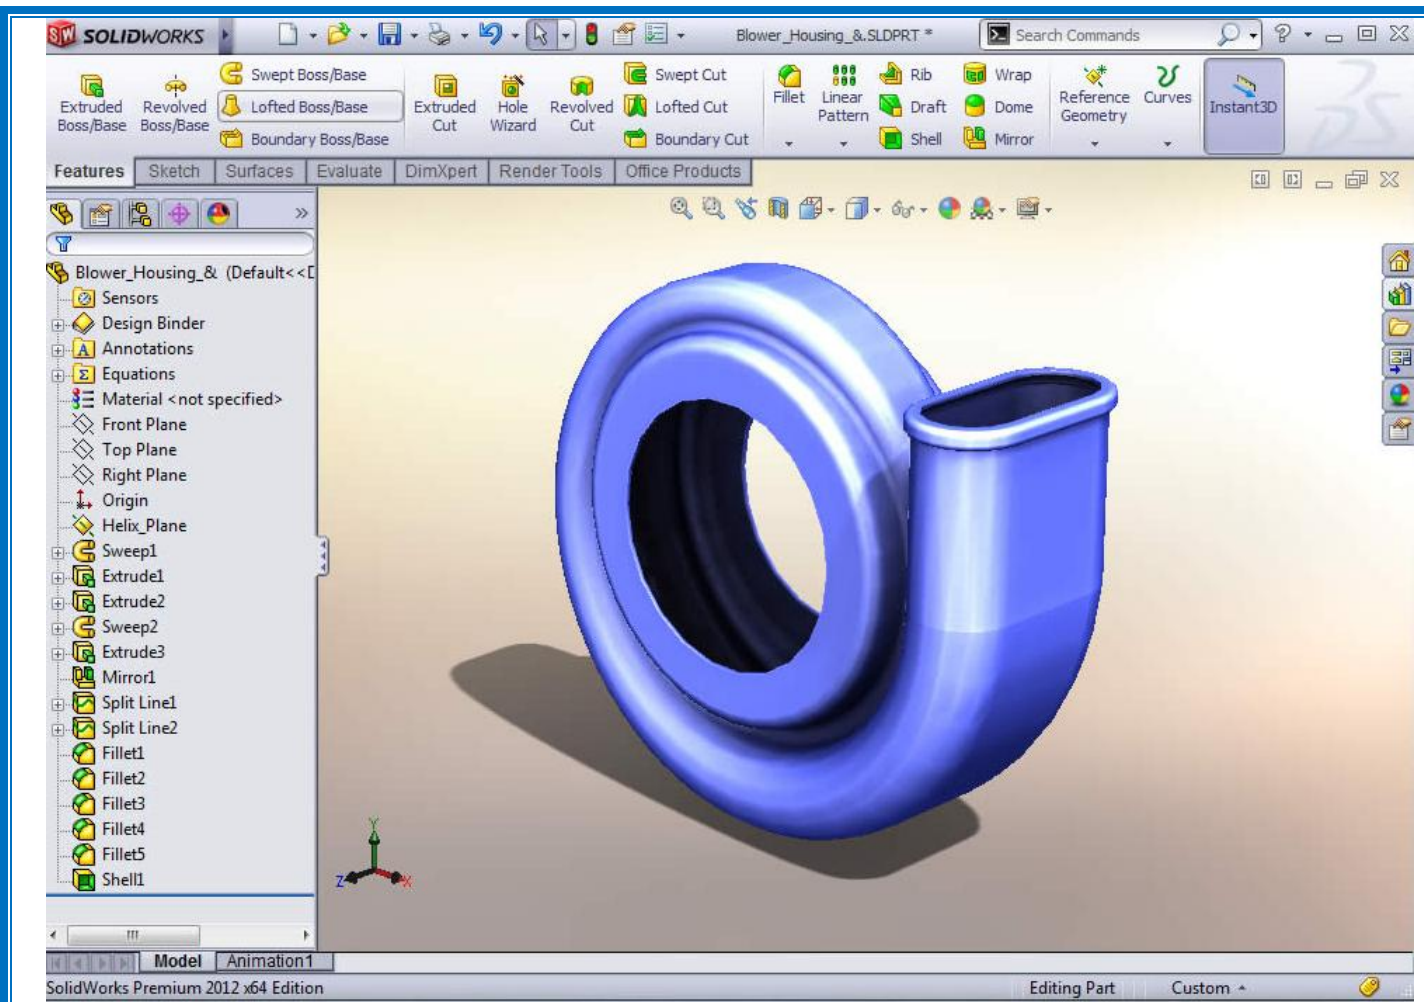 SW SOLIDWORKS
Blower_Housing_&.SLDPRT *
Search Commands
Extruded Boss/Base
Revolved Boss/Base
Swept Boss/Base
Lofted Boss/Base
Boundary Boss/Base
Extruded Cut
Hole Wizard
Revolved Cut
Swept Cut
Lofted Cut
Boundary Cut
Fillet
Linear Pattern
Rib
Draft
Shell
Wrap
Dome
Mirror
Reference Geometry
Curves
Instant3D
Features Sketch Surfaces Evaluate DimXpert Render Tools Office Products
Blower_Housing_& (Default<<D
Sensors
Design Binder
Annotations
Equations
Material <not specified>
Front Plane
Top Plane
Right Plane
Origin
Helix_Plane
Sweep1
Extrude1
Extrude2
Sweep2
Extrude3
Mirror1
Split Line1
Split Line2
Fillet1
Fillet2
Fillet3
Fillet4
Fillet5
Shell1
Y
Z X
Model Animation1
SolidWorks Premium 2012 x64 Edition Editing Part Custom